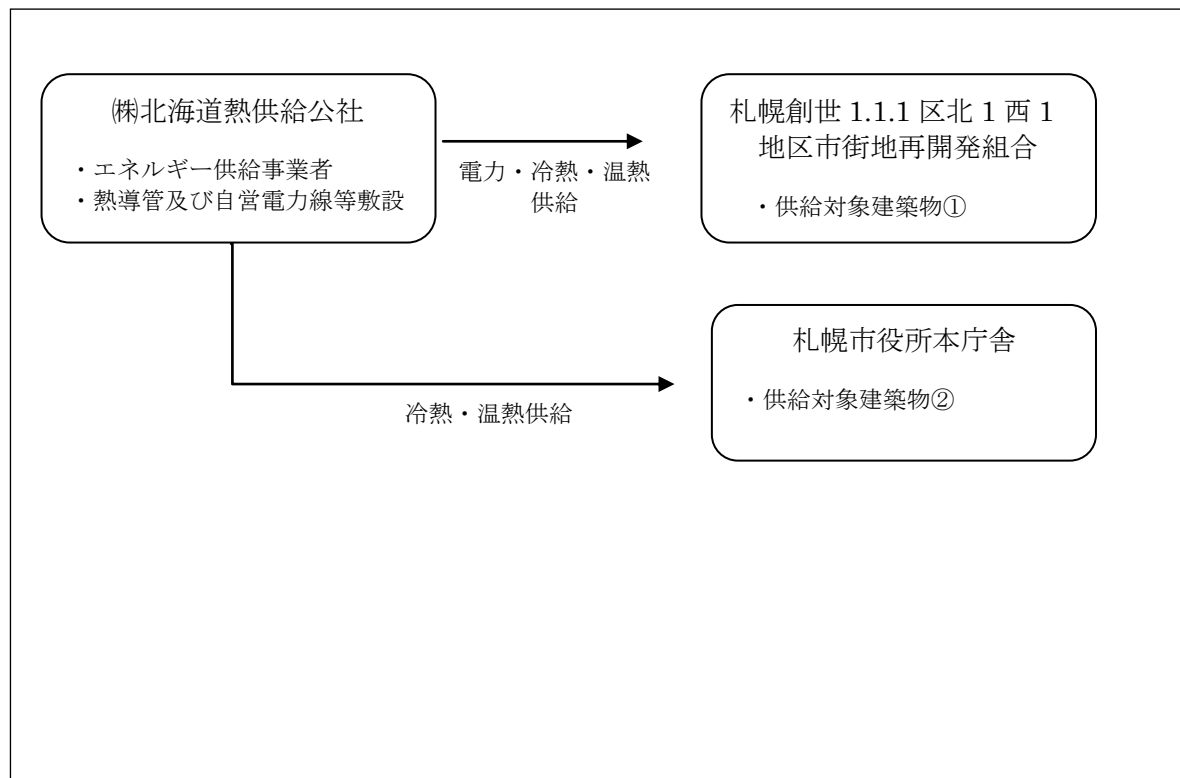 ㈱北海道熱供給公社
・エネルギー供給事業者
・熱導管及び自営電力線等敷設
電力・冷熱・温熱
供給
札幌創世 1.1.1 区北 1 西 1
地区市街地再開発組合
・供給対象建築物①
冷熱・温熱供給
札幌市役所本庁舎
・供給対象建築物②